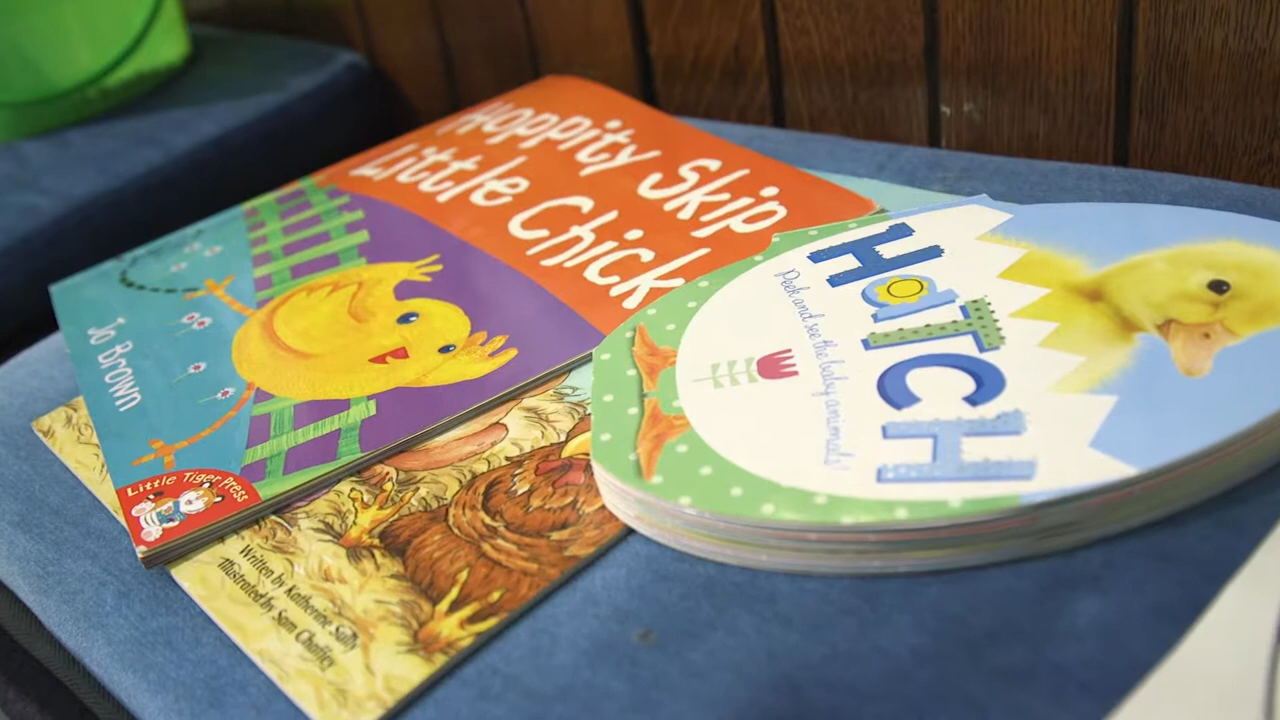 Hoppity Skip
Little Chick
Jo Brown
Little Tiger Press
HaTCH
Peek and see the baby animals!
Written by Katherine Sully
Illustrated by Sam Chaffey